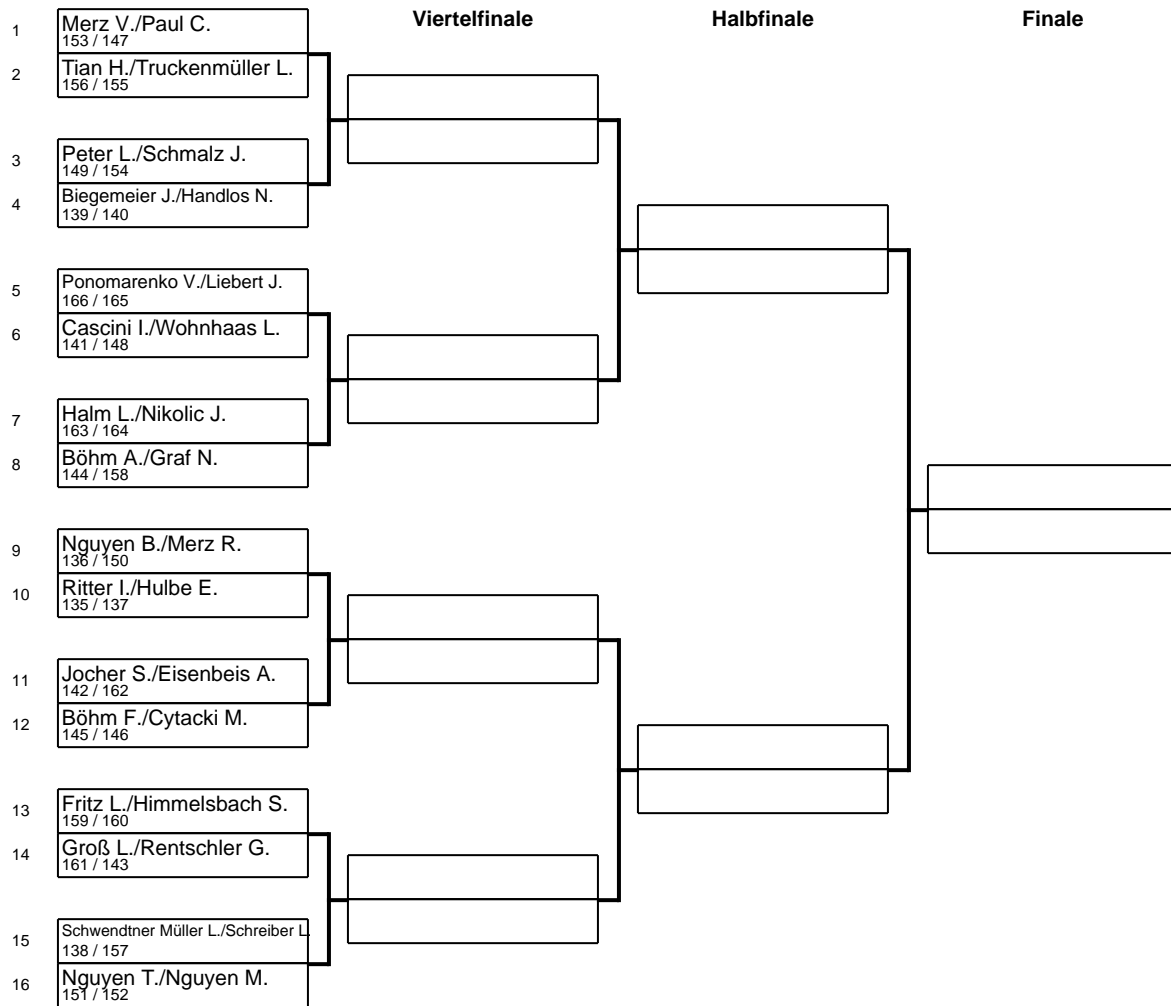 Viertelfinale Halbfinale Finale
1 Merz V./Paul C.
153 / 147
2 Tian H./Truckenmüller L.
156 / 155
3 Peter L./Schmalz J.
149 / 154
4 Biegemeier J./Handlos N.
139 / 140
5 Ponomarenko V./Liebert J.
166 / 165
6 Cascini I./Wohnhaas L.
141 / 148
7 Halm L./Nikolic J.
163 / 164
8 Böhm A./Graf N.
144 / 158
9 Nguyen B./Merz R.
136 / 150
10 Ritter I./Hulbe E.
135 / 137
11 Jocher S./Eisenbeis A.
142 / 162
12 Böhm F./Cytacki M.
145 / 146
13 Fritz L./Himmelsbach S.
159 / 160
14 Groß L./Rentschler G.
161 / 143
15 Schwendtner Müller L./Schreiber L.
138 / 157
16 Nguyen T./Nguyen M.
151 / 152